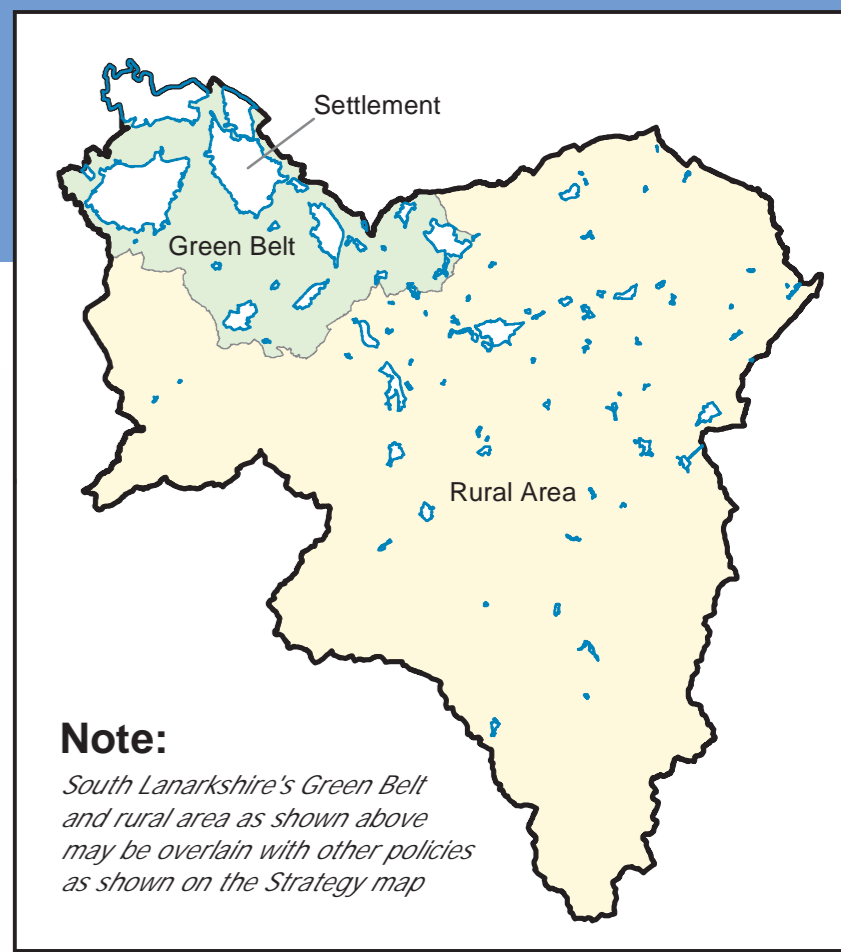 Settlement
Green Belt
Rural Area
Note:
South Lanarkshire's Green Belt
and rural area as shown above
may be overlain with other policies
as shown on the Strategy map